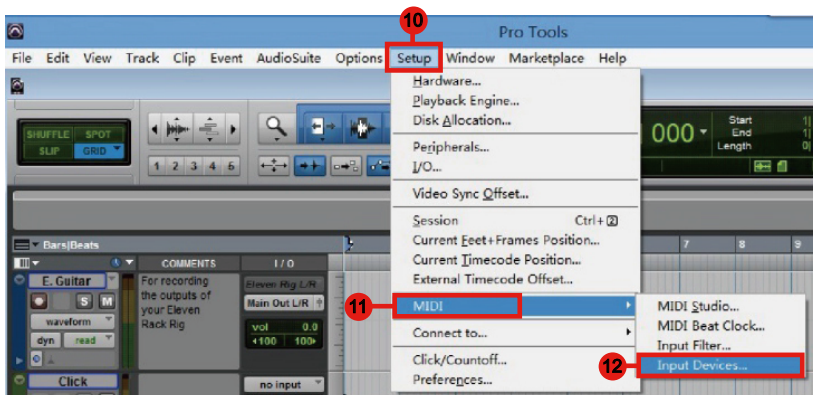 10
Pro Tools
File Edit View Track Clip Event AudioSuite Options Setup Window Marketplace Help
Hardware...
Playback Engine...
Disk Allocation...
Peripherals...
I/O...
Video Sync Offset...
Session Ctrl+2
Current Feet+Frames Position...
Current Timecode Position...
External Timecode Offset...
11
MIDI
Connect to...
Click/Countoff...
Preferences...
MIDI Studio...
MIDI Beat Clock...
Input Filter...
12
Input Devices...
SHUFFLE SPOT
SLIP GRID
1 2 3 4 5
000
Start 1|
End 1|
Length 0|
Bars|Beats
7 8 9
COMMENTS I / O
E. Guitar
S M
waveform
dyn read
For recording
the outputs of
your Eleven
Rack Rig
Eleven Rig L/R
Main Out L/R
vol 0.0
100 100
Click
no input